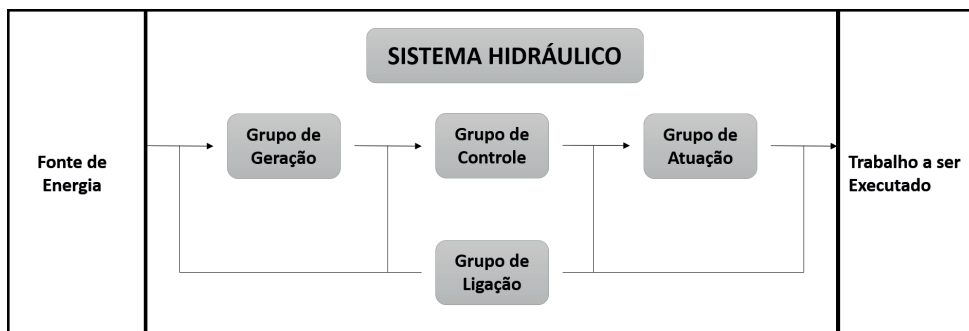 SISTEMA HIDRÁULICO
Fonte de
Energia
Grupo de
Geração
Grupo de
Controle
Grupo de
Atuação
Trabalho a ser
Executado
Grupo de
Ligação